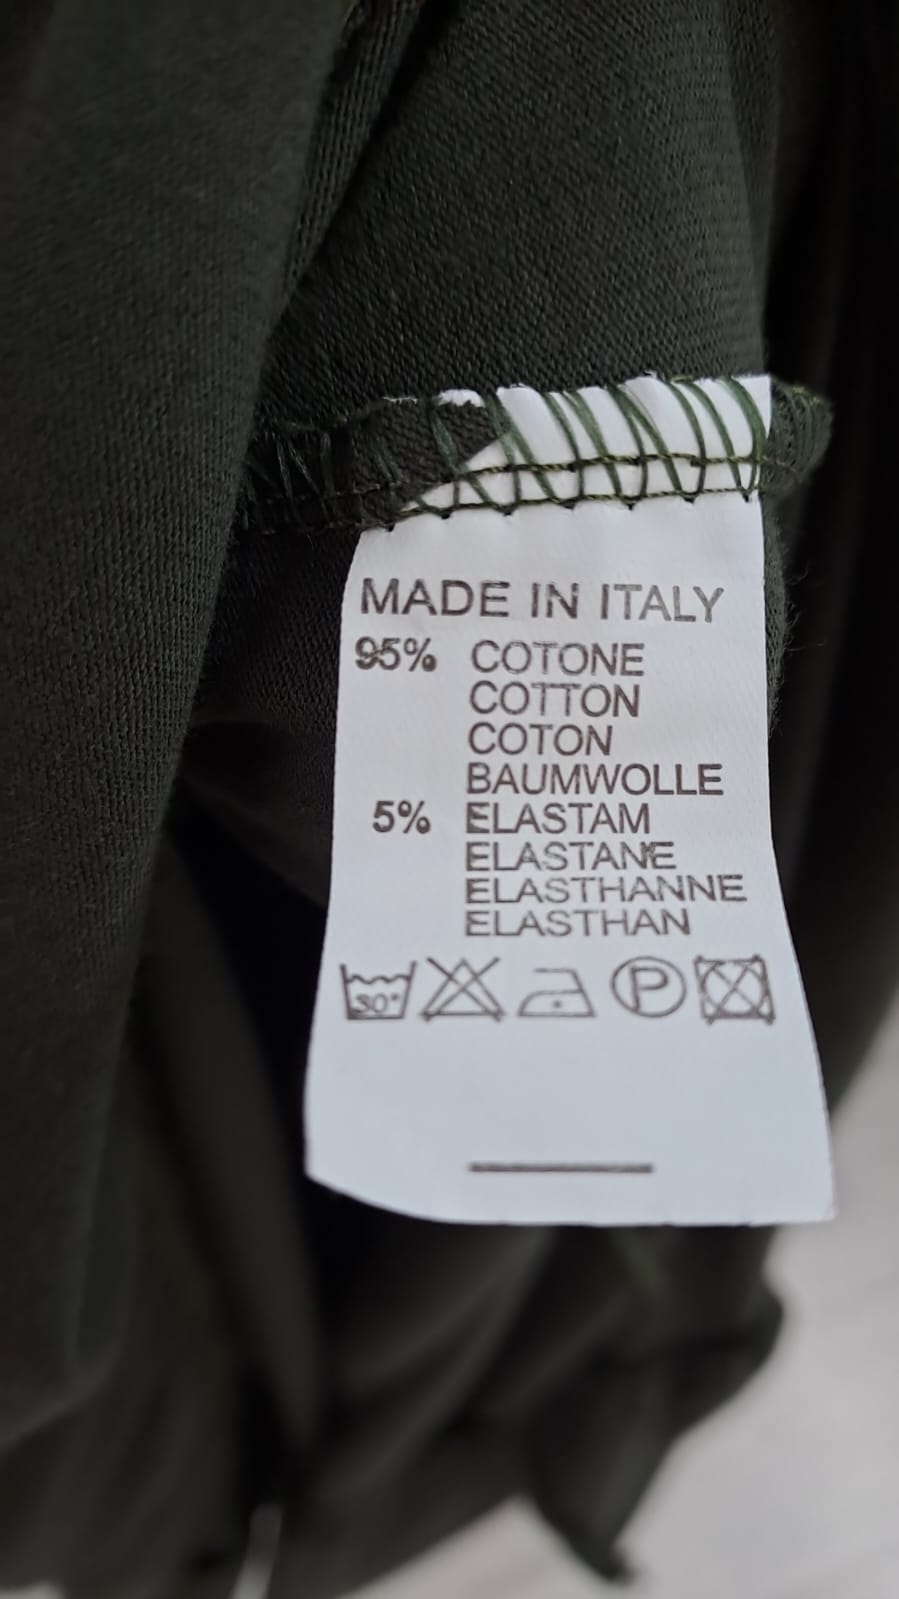 MADE IN ITALY
95% COTONE
COTTON
COTON
BAUMWOLLE
5% ELASTAM
ELASTANE
ELASTHANNE
ELASTHAN
30° P